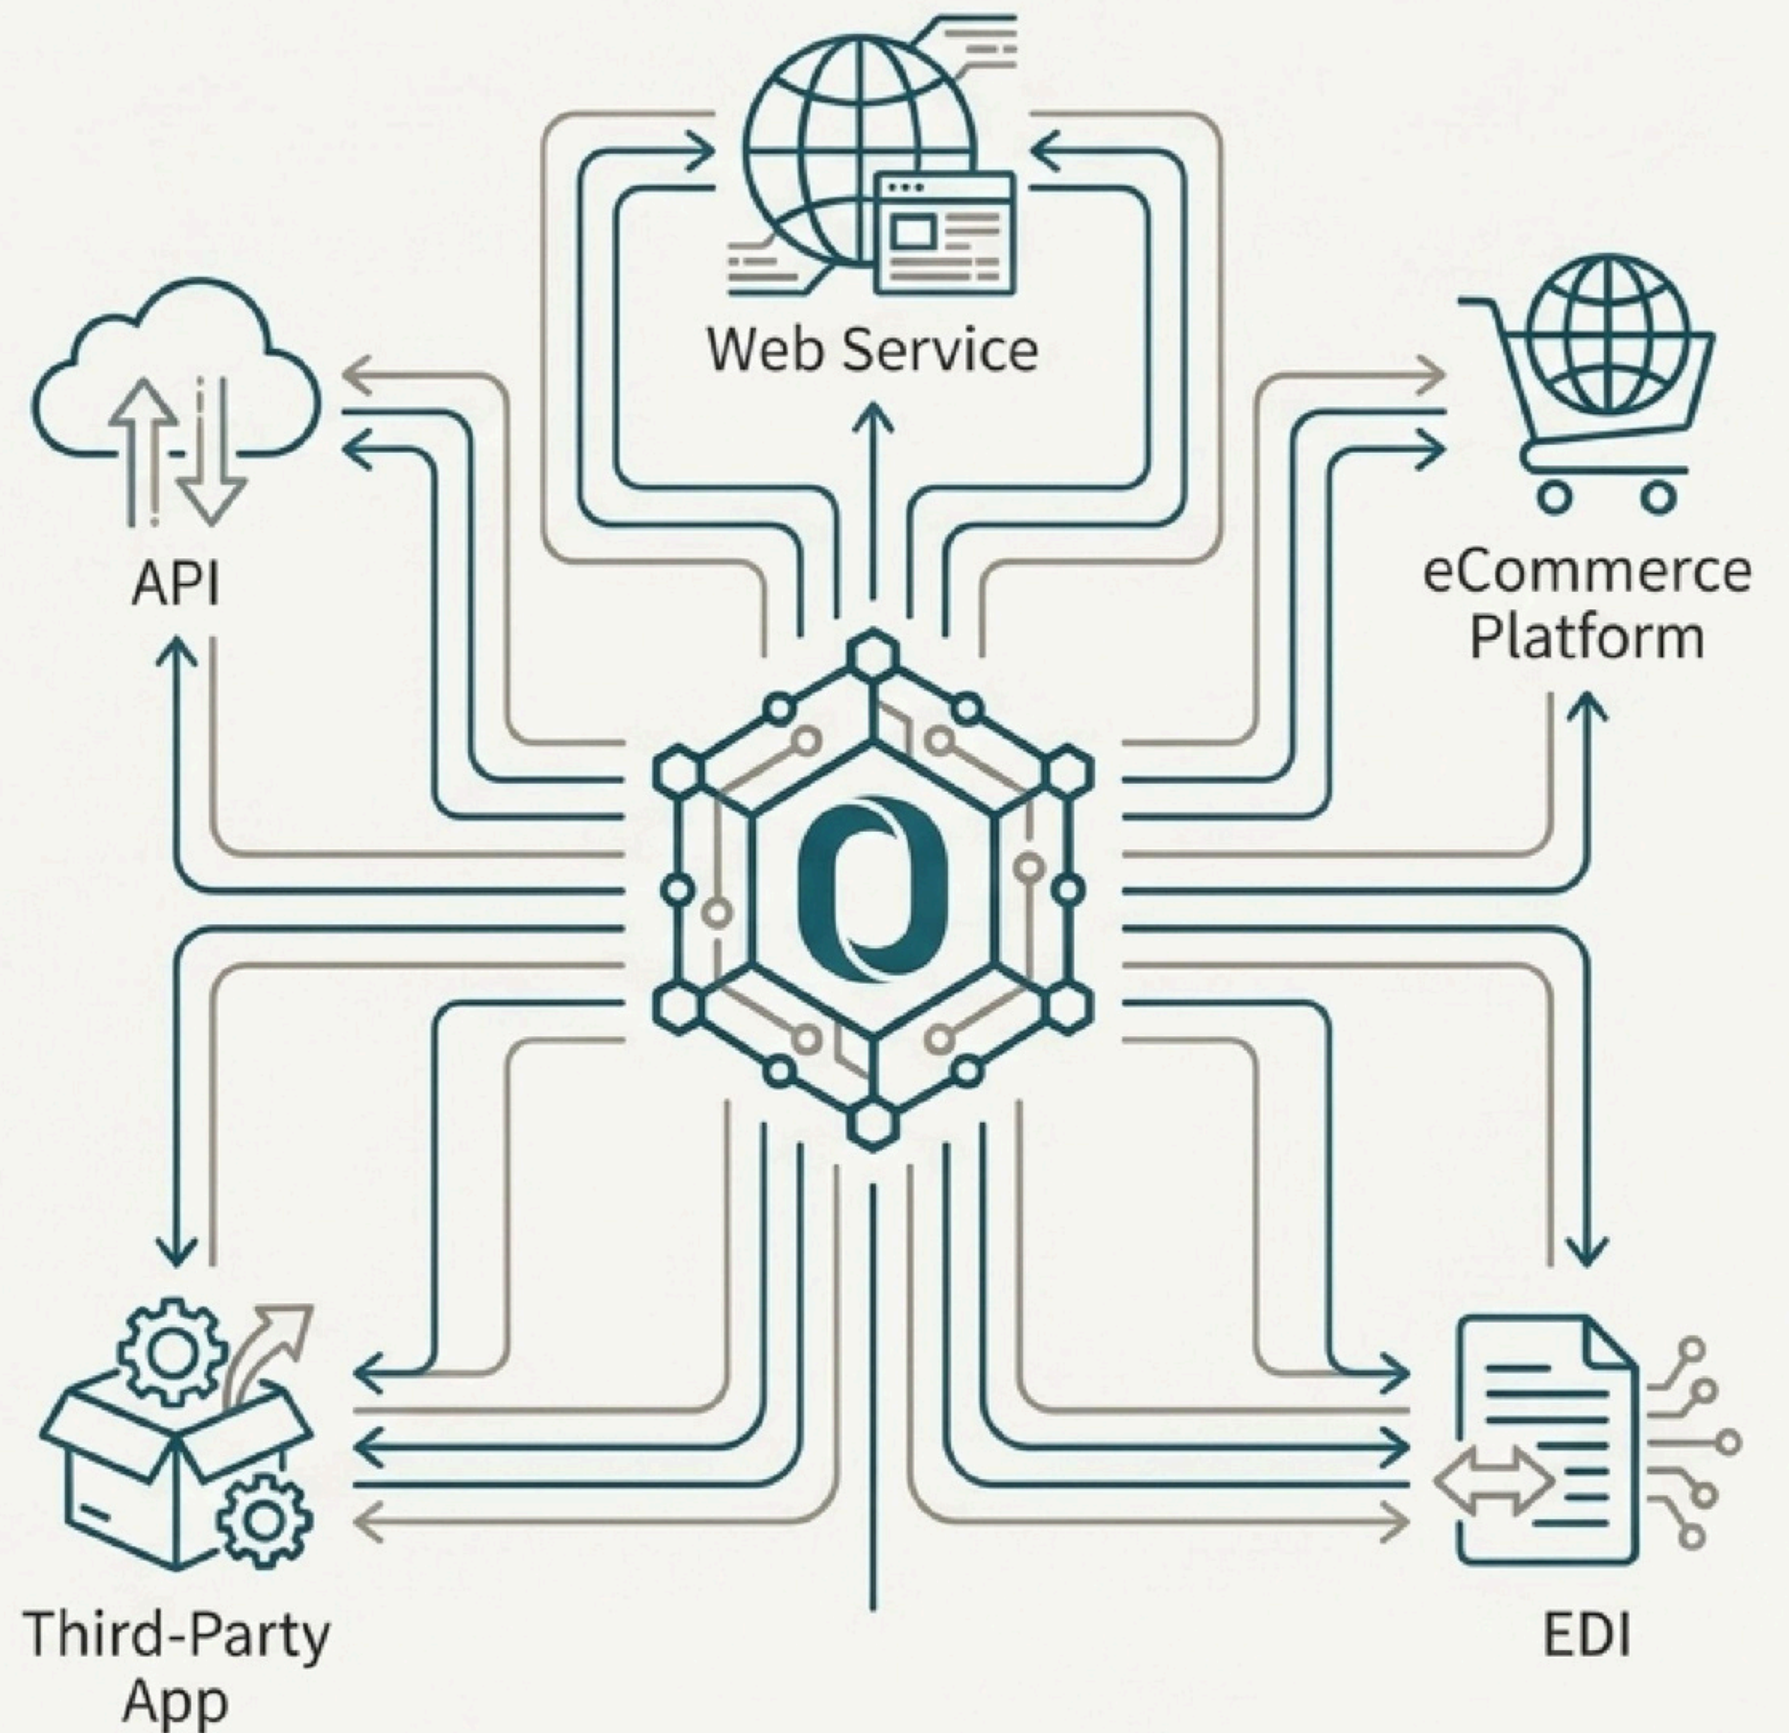 Web Service
API
eCommerce
Platform
Third-Party
App
EDI